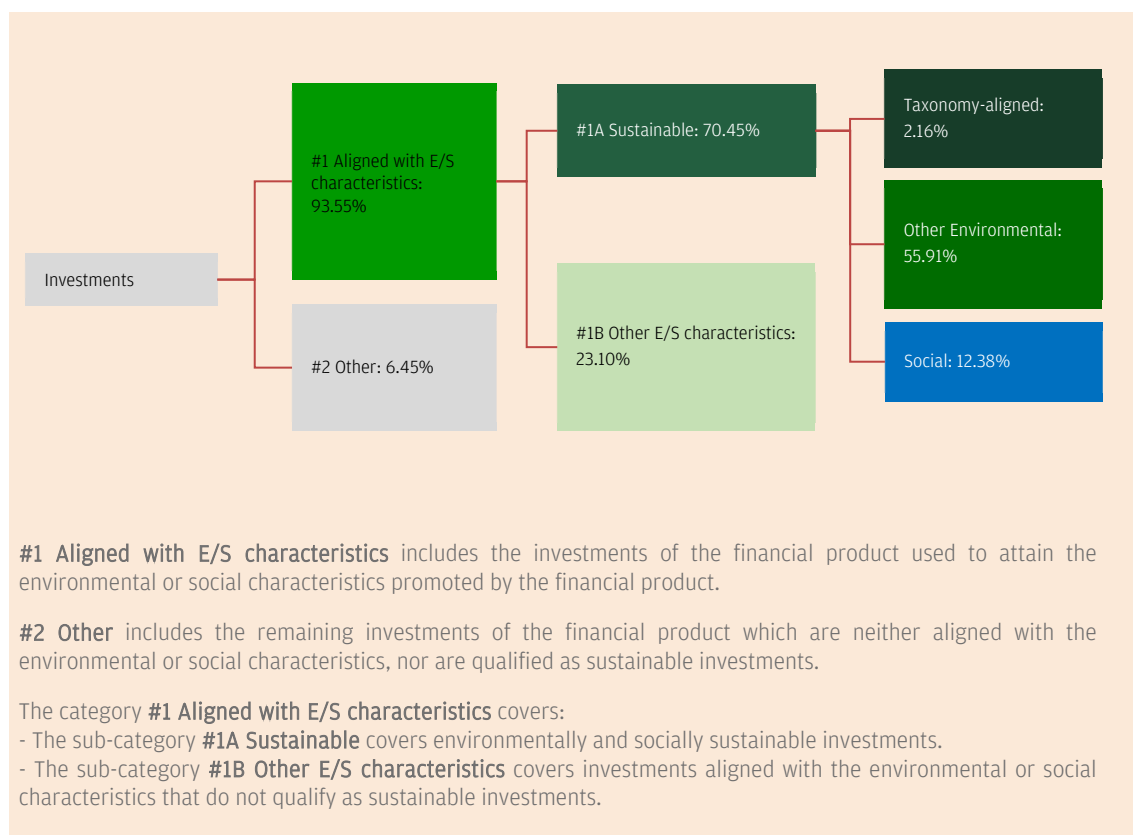 Investments
#1 Aligned with E/S
characteristics:
93.55%
#2 Other: 6.45%
#1A Sustainable: 70.45%
#1B Other E/S characteristics:
23.10%
Taxonomy-aligned:
2.16%
Other Environmental:
55.91%
Social: 12.38%
#1 Aligned with E/S characteristics includes the investments of the financial product used to attain the
environmental or social characteristics promoted by the financial product.
#2 Other includes the remaining investments of the financial product which are neither aligned with the
environmental or social characteristics, nor are qualified as sustainable investments.
The category #1 Aligned with E/S characteristics covers:
- The sub-category #1A Sustainable covers environmentally and socially sustainable investments.
- The sub-category #1B Other E/S characteristics covers investments aligned with the environmental or social
characteristics that do not qualify as sustainable investments.